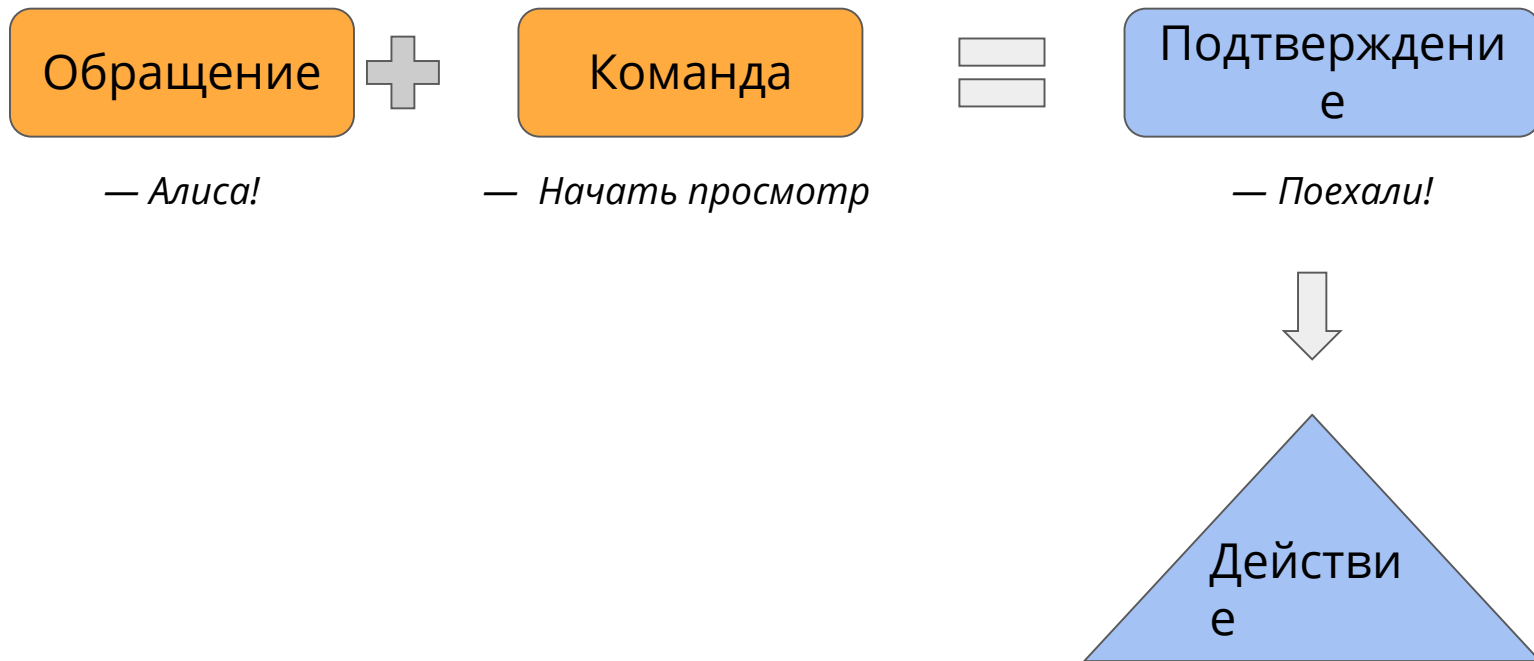 Обращение
Команда
Подтверждени
е
— Алиса!
— Начать просмотр
— Поехали!
Действи
е